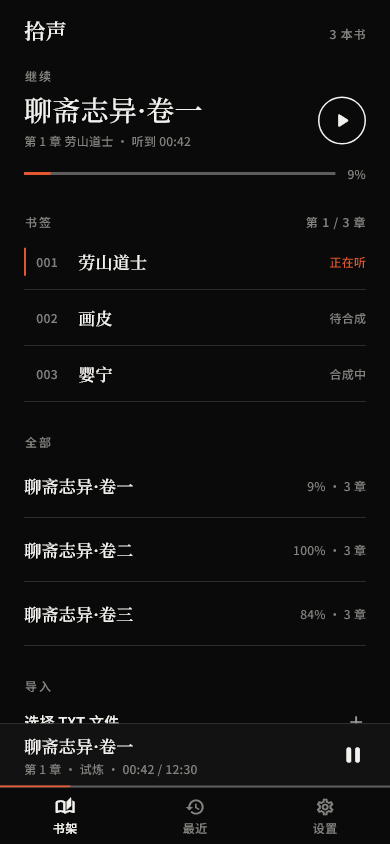 拾声
3 本书
继续
聊斋志异·卷一
第 1 章 劳山道士 · 听到 00:42
9%
书签
第 1 / 3 章
001 劳山道士 正在听
002 画皮 待合成
003 婴宁 合成中
全部
聊斋志异·卷一 9% · 3 章
聊斋志异·卷二 100% · 3 章
聊斋志异·卷三 84% · 3 章
导入
选择 TXT 文件
聊斋志异·卷一
第 1 章 · 试炼 · 00:42 / 12:30
书架 最近 设置